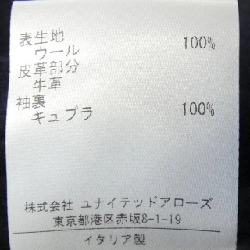 表生地
ウール 100%
皮革部分
牛革
袖裏
キュプラ 100%
株式会社 ユナイテッドアローズ
東京都港区赤坂8-1-19
イタリア製